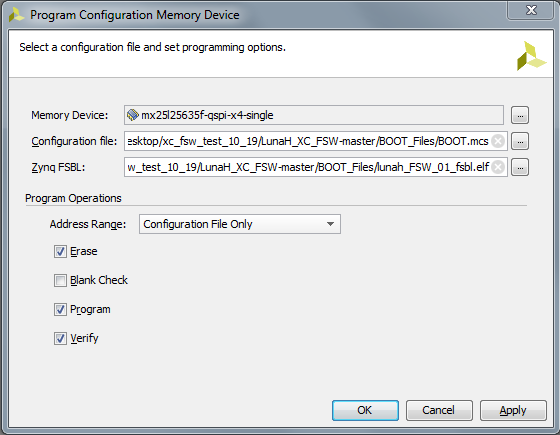 Program Configuration Memory Device
Select a configuration file and set programming options.
Memory Device: mx25l25635f-qspi-x4-single ...
Configuration file: esktop/xc_fsw_test_10_19/LunaH_XC_FSW-master/BOOT_Files/BOOT.mcs ...
Zynq FSBL: w_test_10_19/LunaH_XC_FSW-master/BOOT_Files/lunah_FSW_01_fsbl.elf ...
Program Operations
Address Range: Configuration File Only
Erase
Blank Check
Program
Verify
OK Cancel Apply